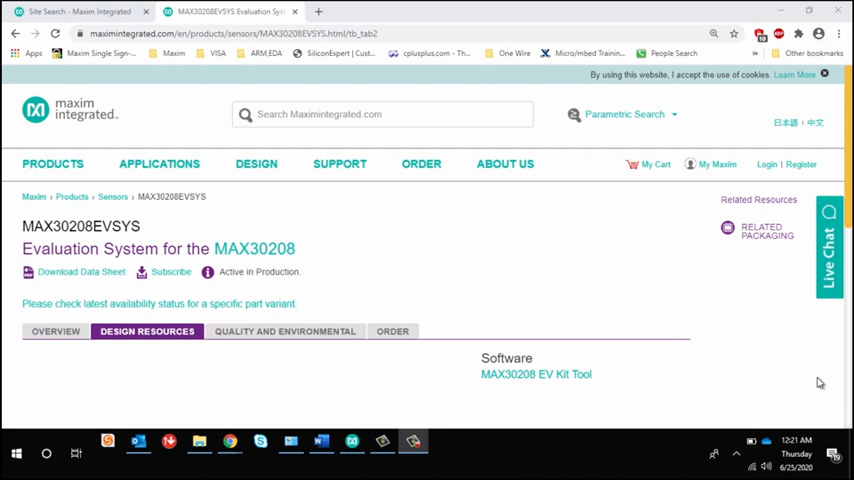 Site Search - Maxim Integrated
MAX30208EVSYS Evaluation Syst
maximintegrated.com/en/products/sensors/MAX30208EVSYS.html/tb_tab2
Apps Maxim Single Sign-... Maxim VISA ARM,EDA SiliconExpert | Cust... cplusplus.com - Th... One Wire Micro/mbed Training... People Search Other bookmarks
By using this website, I accept the use of cookies. Learn More
maxim
integrated™
Search Maximintegrated.com
Parametric Search
日本語 | 中文
PRODUCTS APPLICATIONS DESIGN SUPPORT ORDER ABOUT US
My Cart My Maxim Login | Register
Maxim › Products › Sensors › MAX30208EVSYS
Related Resources
MAX30208EVSYS
RELATED
PACKAGING
Evaluation System for the MAX30208
Download Data Sheet Subscribe Active in Production.
Live Chat
Please check latest availability status for a specific part variant.
OVERVIEW DESIGN RESOURCES QUALITY AND ENVIRONMENTAL ORDER
Software
MAX30208 EV Kit Tool
12:21 AM
Thursday
6/25/2020